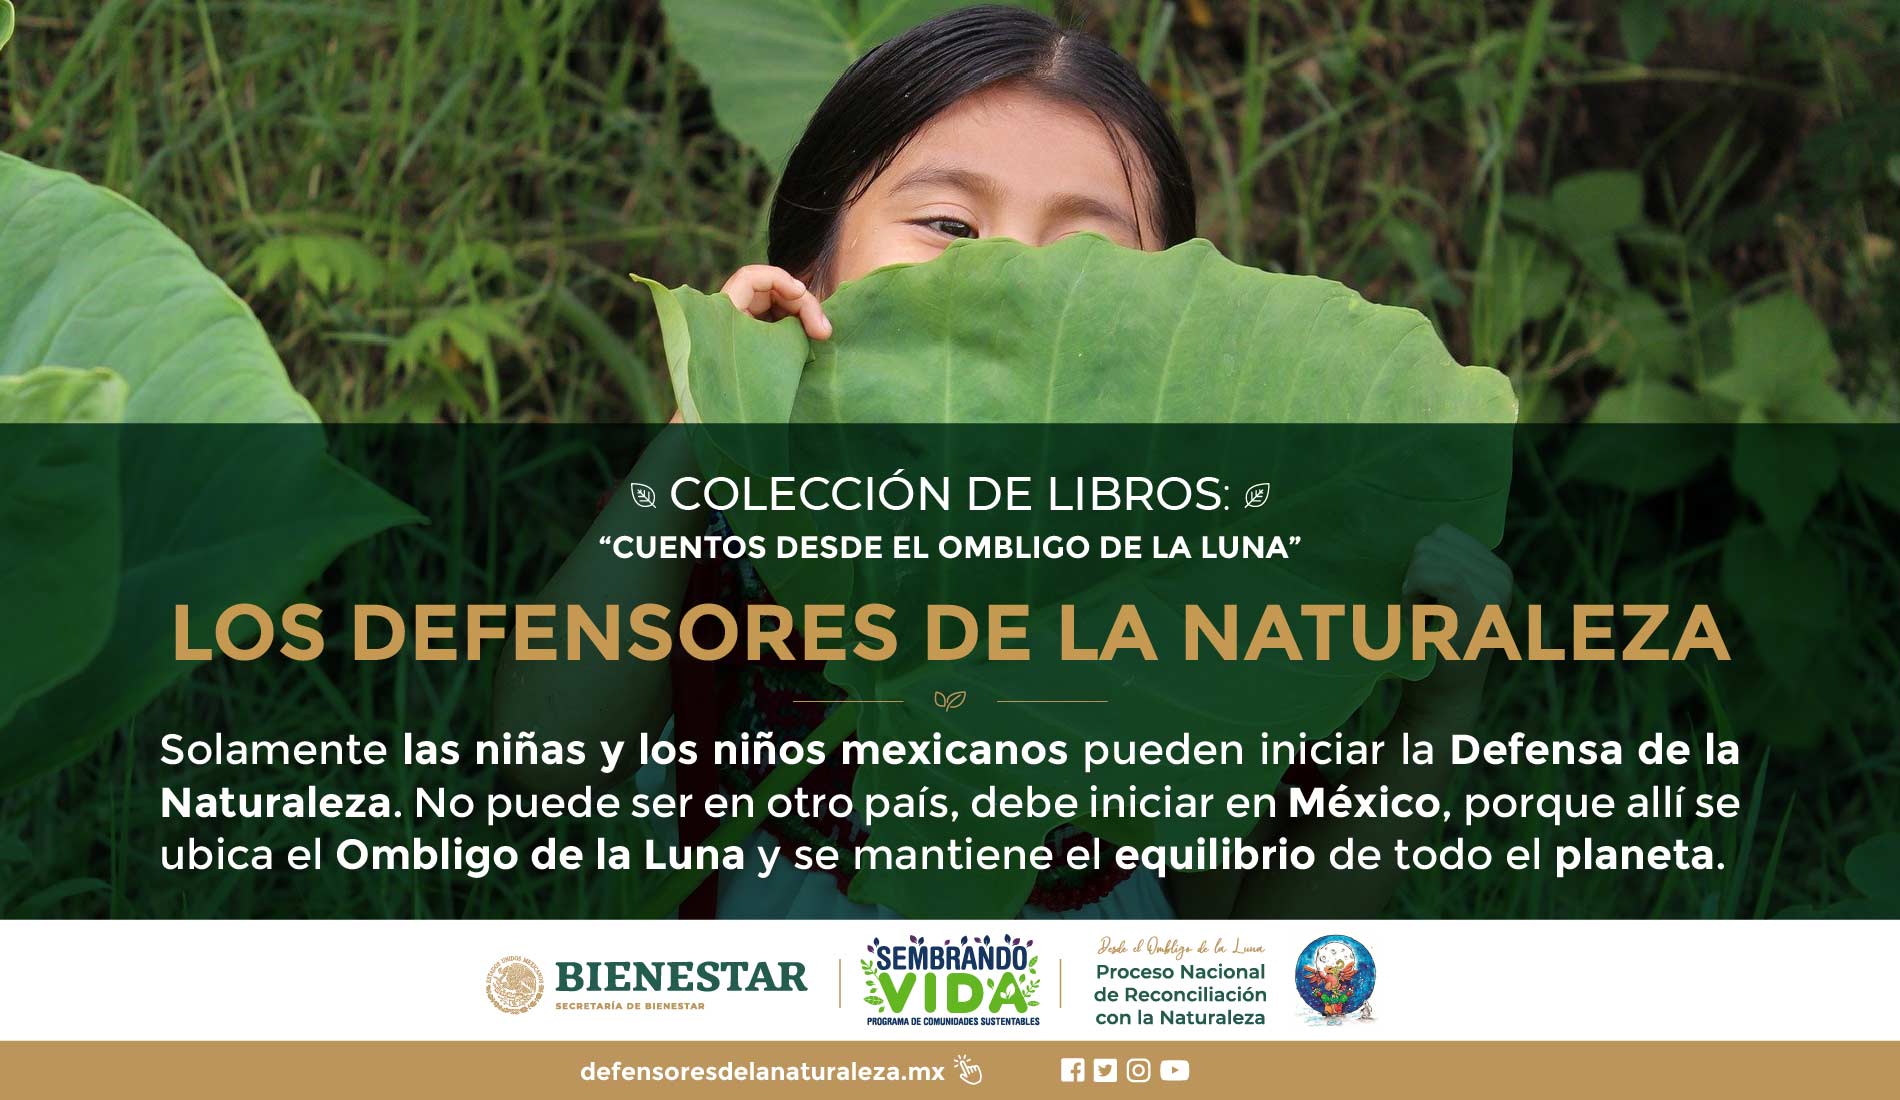 COLECCIÓN DE LIBROS:
“CUENTOS DESDE EL OMBLIGO DE LA LUNA”
LOS DEFENSORES DE LA NATURALEZA
Solamente las niñas y los niños mexicanos pueden iniciar la Defensa de la
Naturaleza. No puede ser en otro país, debe iniciar en México, porque allí se
ubica el Ombligo de la Luna y se mantiene el equilibrio de todo el planeta.
ESTADOS UNIDOS MEXICANOS
BIENESTAR
SECRETARÍA DE BIENESTAR
SEMBRANDO
VIDA
PROGRAMA DE COMUNIDADES SUSTENTABLES
Desde el Ombligo de la Luna
Proceso Nacional
de Reconciliación
con la Naturaleza
defensoresdelanaturaleza.mx